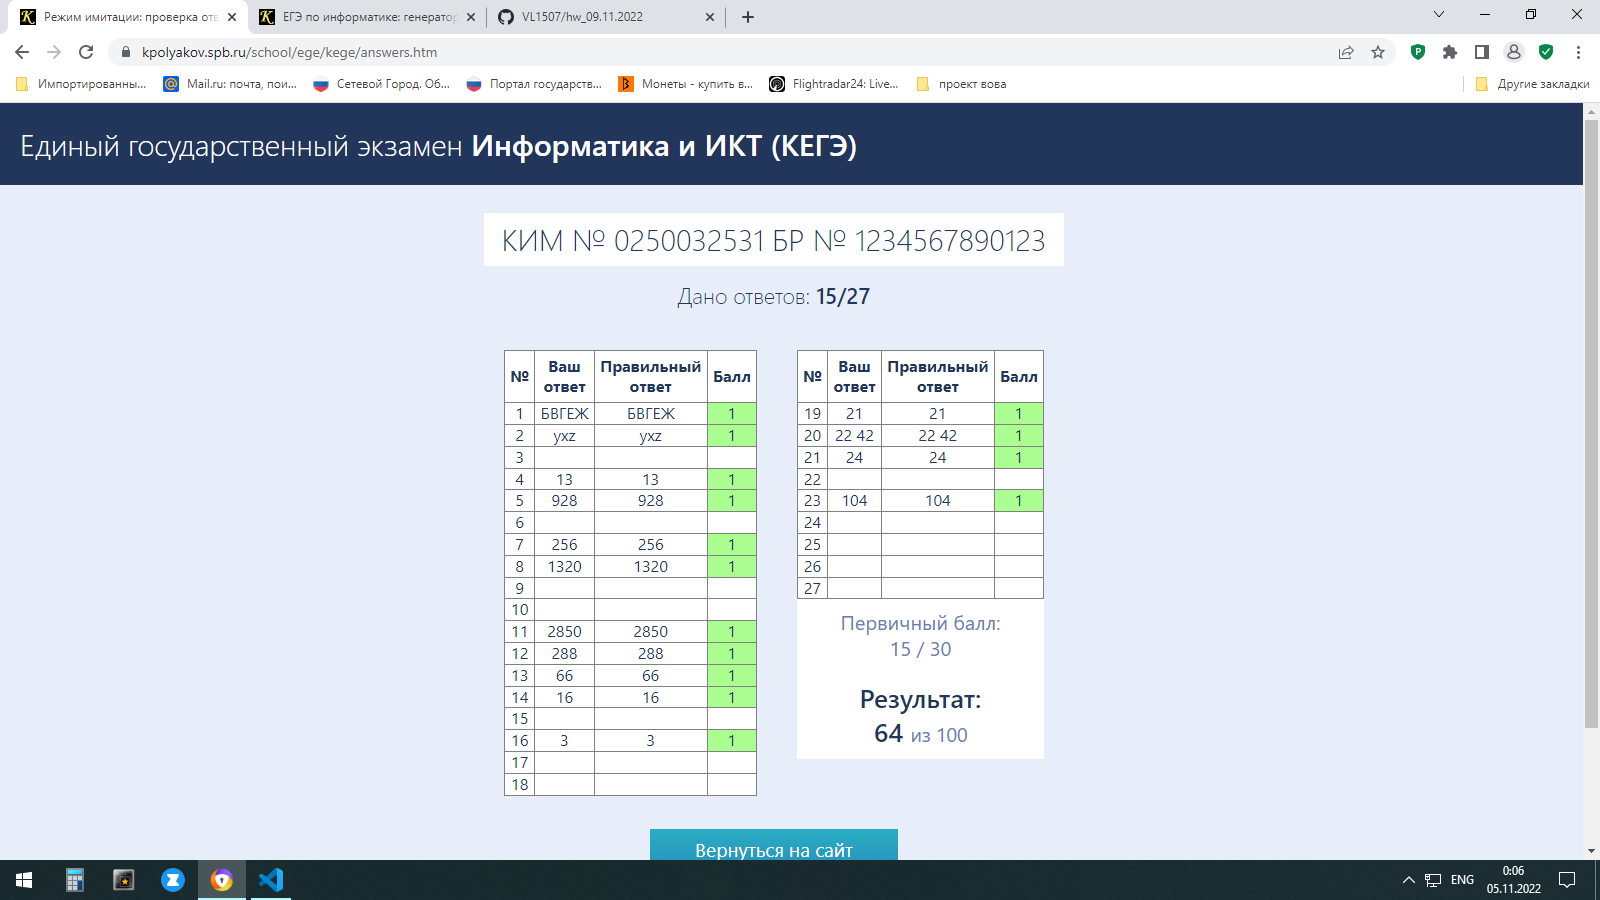 Режим имитации: проверка отв
ЕГЭ по информатике: генератор
VL1507/hw_09.11.2022
kpolyakov.spb.ru/school/ege/kege/answers.htm
Импортированны...
Mail.ru: почта, пои...
Сетевой Город. Об...
Портал государств...
Монеты - купить в...
Flightradar24: Live...
проект вова
Другие закладки
Единый государственный экзамен Информатика и ИКТ (КЕГЭ)
КИМ № 0250032531 БР № 1234567890123
Дано ответов: 15/27
№ Ваш ответ Правильный ответ Балл
1 БВГЕЖ БВГЕЖ 1
2 yxz yxz 1
3
4 13 13 1
5 928 928 1
6
7 256 256 1
8 1320 1320 1
9
10
11 2850 2850 1
12 288 288 1
13 66 66 1
14 16 16 1
15
16 3 3 1
17
18
№ Ваш ответ Правильный ответ Балл
19 21 21 1
20 22 42 22 42 1
21 24 24 1
22
23 104 104 1
24
25
26
27
Первичный балл:
15 / 30
Результат:
64 из 100
Вернуться на сайт
ENG
0:06
05.11.2022